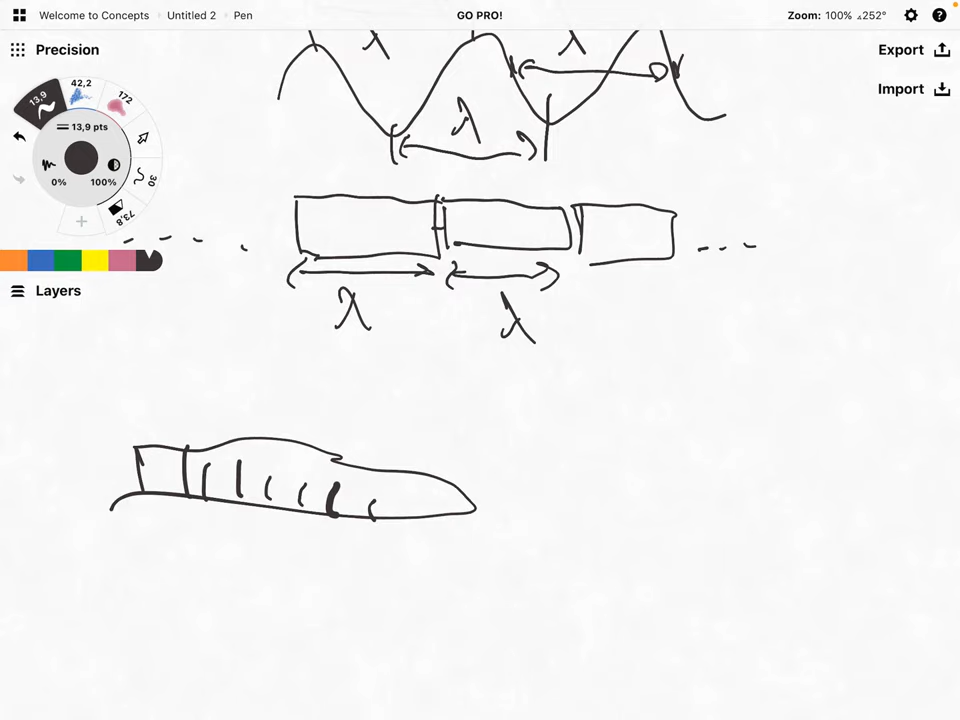 Welcome to Concepts › Untitled 2 › Pen
GO PRO!
Zoom: 100% ⊿252°
Precision
Export
Import
42,2
13,9
172
13,9 pts
0%
100%
30
73,8
λ λ
λ
λ λ
Layers